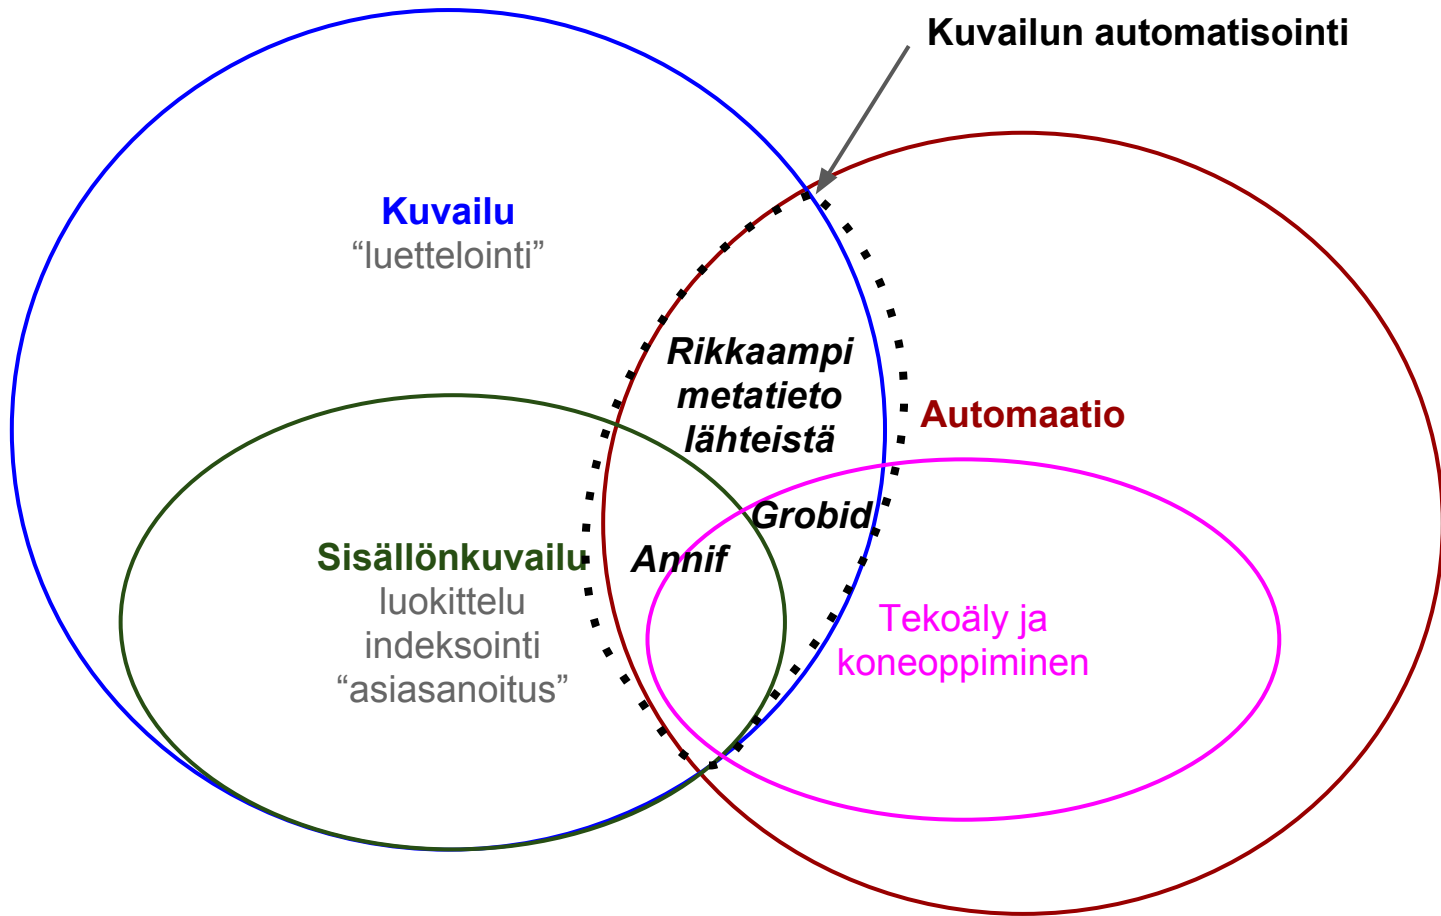 Kuvailun automatisointi
Kuvailu
“luettelointi”
Rikkaampi
metatieto
lähteistä
Automaatio
Grobid
Annif
Sisällönkuvailu
luokittelu
indeksointi
“asiasanoitus”
Tekoäly ja
koneoppiminen